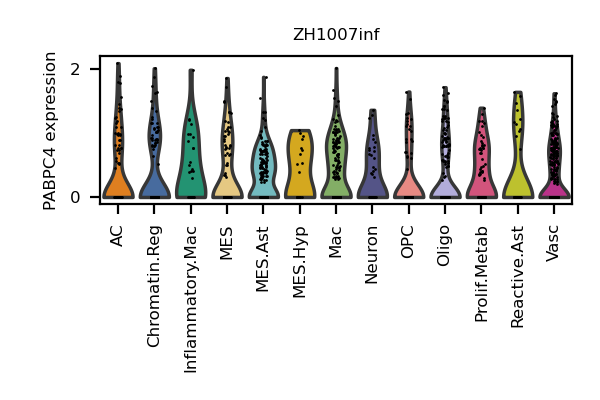 ZH1007inf
PABPC4 expression
2
0
AC
Chromatin.Reg
Inflammatory.Mac
MES
MES.Ast
MES.Hyp
Mac
Neuron
OPC
Oligo
Prolif.Metab
Reactive.Ast
Vasc